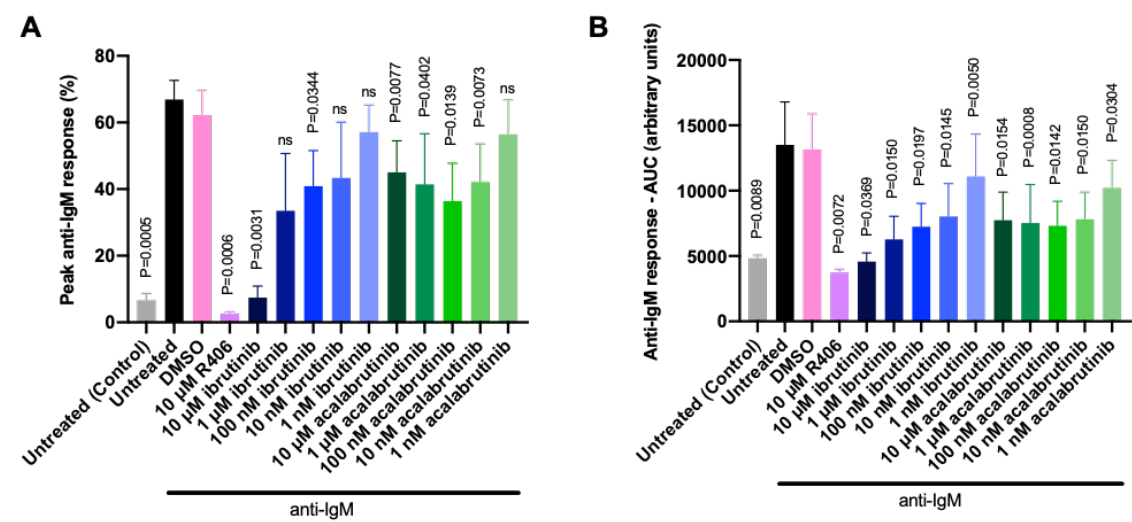 A
Peak anti-IgM response (%)
80
60
40
20
0
P=0.0005
P=0.0006
P=0.0031
ns
P=0.0344
ns
ns
P=0.0077
P=0.0402
P=0.0139
P=0.0073
ns
Untreated (Control)
Untreated
DMSO
10 µM R406
10 µM ibrutinib
1 µM ibrutinib
100 nM ibrutinib
10 nM ibrutinib
1 nM ibrutinib
10 µM acalabrutinib
1 µM acalabrutinib
100 nM acalabrutinib
10 nM acalabrutinib
1 nM acalabrutinib
anti-IgM
B
Anti-IgM response - AUC (arbitrary units)
20000
15000
10000
5000
0
P=0.0089
P=0.0072
P=0.0369
P=0.0150
P=0.0197
P=0.0145
P=0.0050
P=0.0154
P=0.0008
P=0.0142
P=0.0150
P=0.0304
Untreated (Control)
Untreated
DMSO
10 µM R406
10 µM ibrutinib
1 µM ibrutinib
100 nM ibrutinib
10 nM ibrutinib
1 nM ibrutinib
10 µM acalabrutinib
1 µM acalabrutinib
100 nM acalabrutinib
10 nM acalabrutinib
1 nM acalabrutinib
anti-IgM